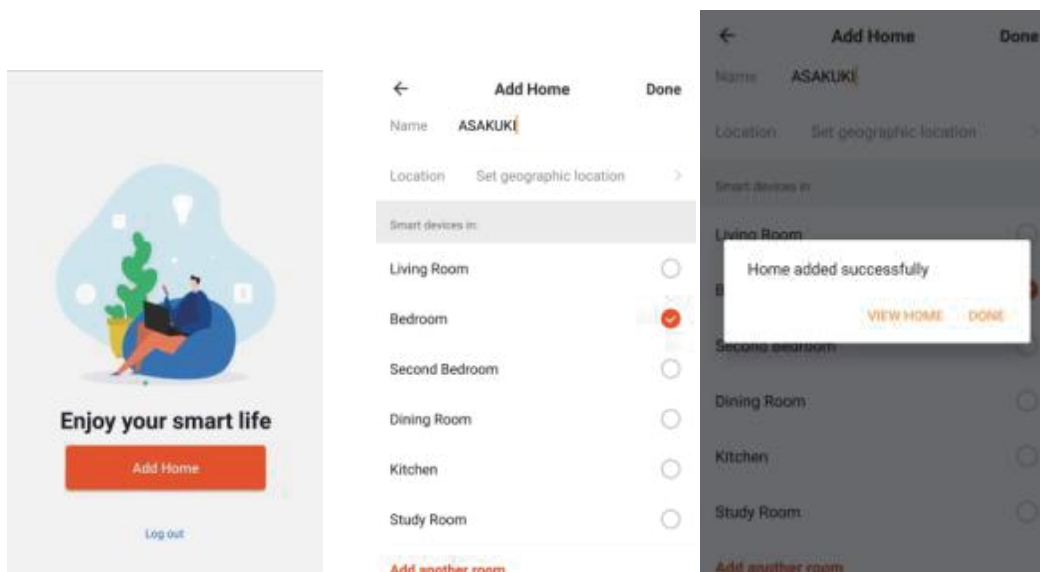 Enjoy your smart life
Add Home
Log out
Add Home Done
Name ASAKUKI
Location Set geographic location
Smart devices in:
Living Room
Bedroom
Second Bedroom
Dining Room
Kitchen
Study Room
Add another room
Add Home Done
Name ASAKUKI
Location Set geographic location
Smart devices in
Living Room
Home added successfully
VIEW HOME DONE
Second Bedroom
Dining Room
Kitchen
Study Room
Add another room